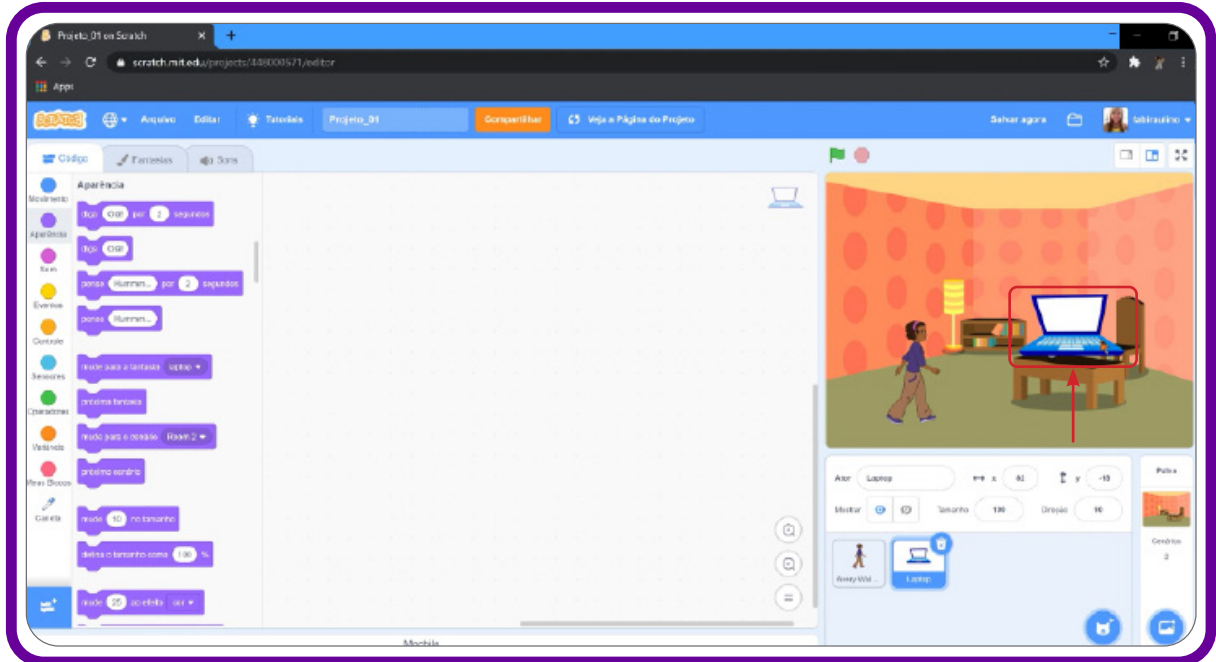 Projeto_01 on Scratch
scratch.mit.edu/projects/448000571/editor
Apps
SCRATCH
Arquivo
Editar
Tutoriais
Projeto_01
Compartilhar
Veja a Página do Projeto
Salvar agora
Código
Fantasias
Sons
Movimento
Aparência
Som
Eventos
Controle
Sensores
Operadores
Variáveis
Meus Blocos
Caneta
Aparência
diga Olá! por 2 segundos
diga Olá!
pense Hummm... por 2 segundos
pense Hummm...
mude para a fantasia laptop
próxima fantasia
mude para o cenário Room 2
próximo cenário
mude 10 no tamanho
defina o tamanho como 100 %
mude 25 ao efeito cor
Ator Laptop
x
y -18
Mostrar
Tamanho 100
Direção 90
Laptop
Palco
Cenários
Mochila